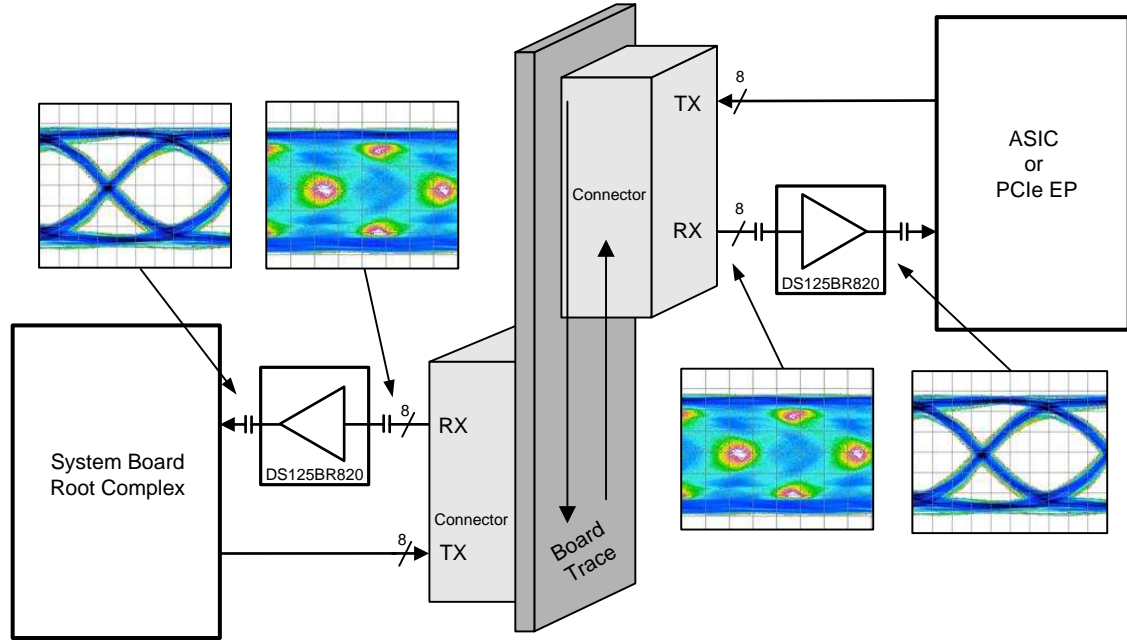 8
TX
ASIC
or
PCIe EP
Connector
8
RX
DS125BR820
8
RX
DS125BR820
System Board
Root Complex
Connector
8
TX
Board
Trace